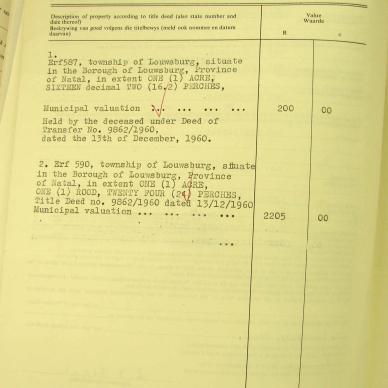 Description of property according to title deed (also state number and
date thereof)
Beskrywing van goed volgens die titelbewys (meld ook nommer en datum
daarvan)
Value
Waarde
R
c
1.
Erf587, township of Louwsburg, situate
in the Borough of Louwsburg, Province
of Natal, in extent ONE (1) ACRE,
SIXTEEN decimal TWO (16,2) PERCHES,
Municipal valuation ... ... ... ... 200 00
Held by the deceased under Deed of
Transfer No. 9862/1960,
dated the 13th of December, 1960.
2. Erf 590, township of Louwsburg, situate
in the Borough of Louwsburg, Province
of Natal, in extent ONE (1) ACRE,
ONE (1) ROOD, TWENTY FOUR (24) PERCHES,
Title Deed no. 9862/1960 dated 13/12/1960
Municipal valuation ... ... ... ... 2205 00
...